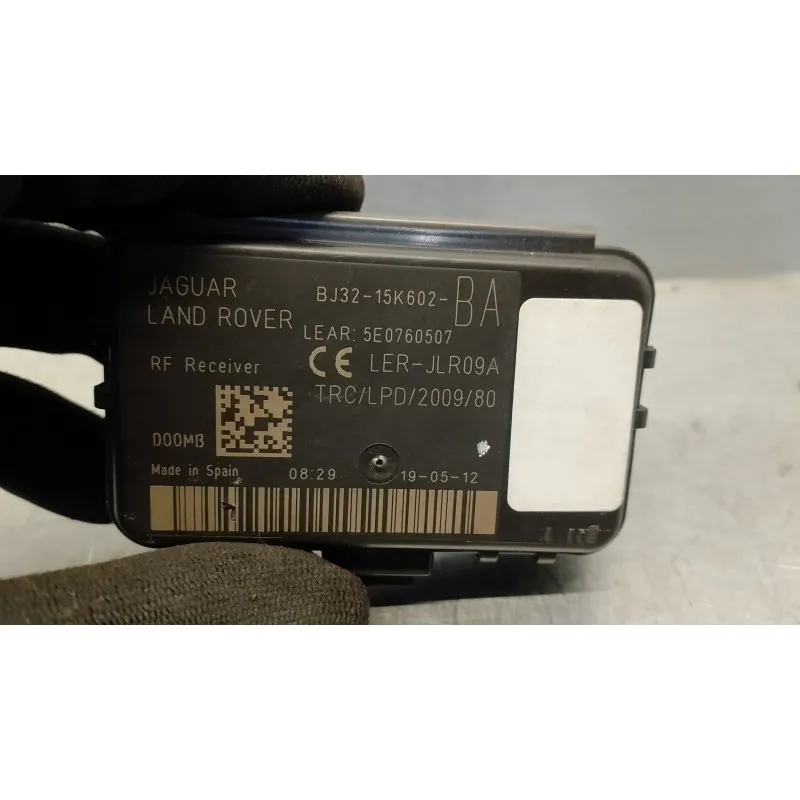 JAGUAR
LAND ROVER
BJ32-15K602-BA
LEAR: 5E0760507
RF Receiver
CE LER-JLR09A
TRC/LPD/2009/80
D00MB
Made in Spain
08:29
19-05-12